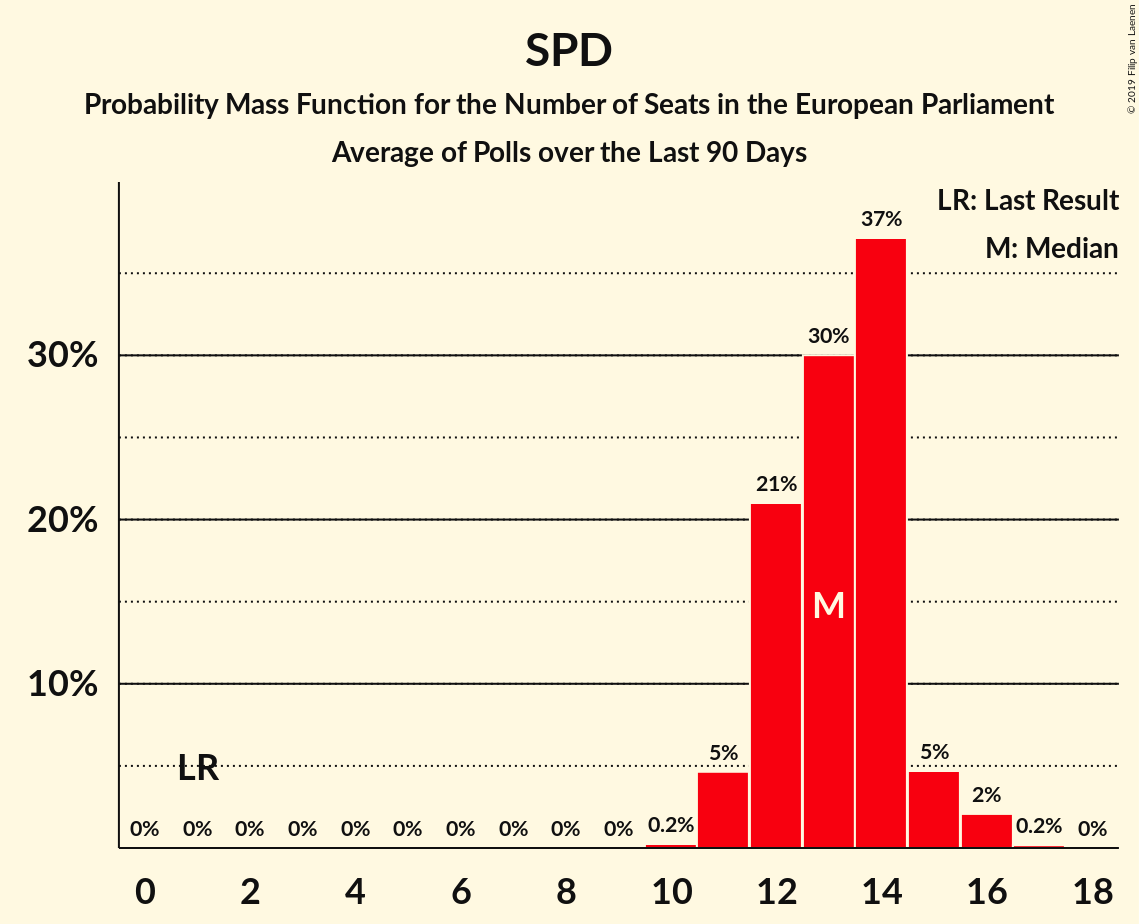 SPD
Probability Mass Function for the Number of Seats in the European Parliament
Average of Polls over the Last 90 Days
© 2019 Filip van Laenen
LR: Last Result
M: Median
37%
30%
30%
21%
20%
M
10%
5%
5%
LR
2%
0% 0% 0% 0% 0% 0% 0% 0% 0% 0% 0.2% 0.2% 0%
0 2 4 6 8 10 12 14 16 18